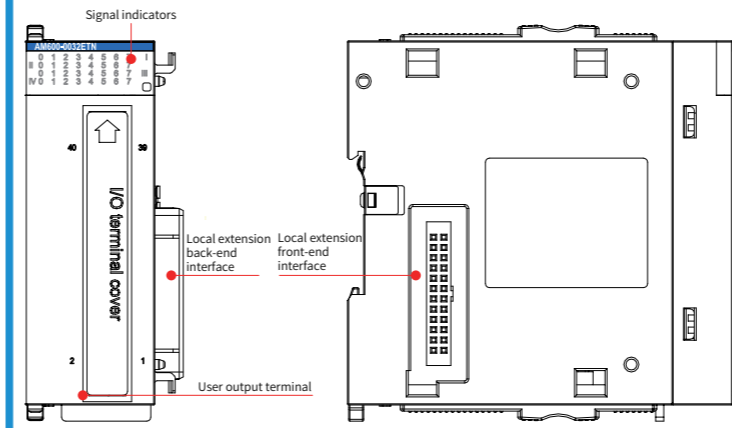 Signal indicators
AM600-0032ETN
0 1 2 3 4 5 6 7 I
II 0 1 2 3 4 5 6 7
0 1 2 3 4 5 6 7 III
IV 0 1 2 3 4 5 6 7
40 39
I/O terminal cover
Local extension
back-end
interface
Local extension
front-end
interface
2 1
User output terminal